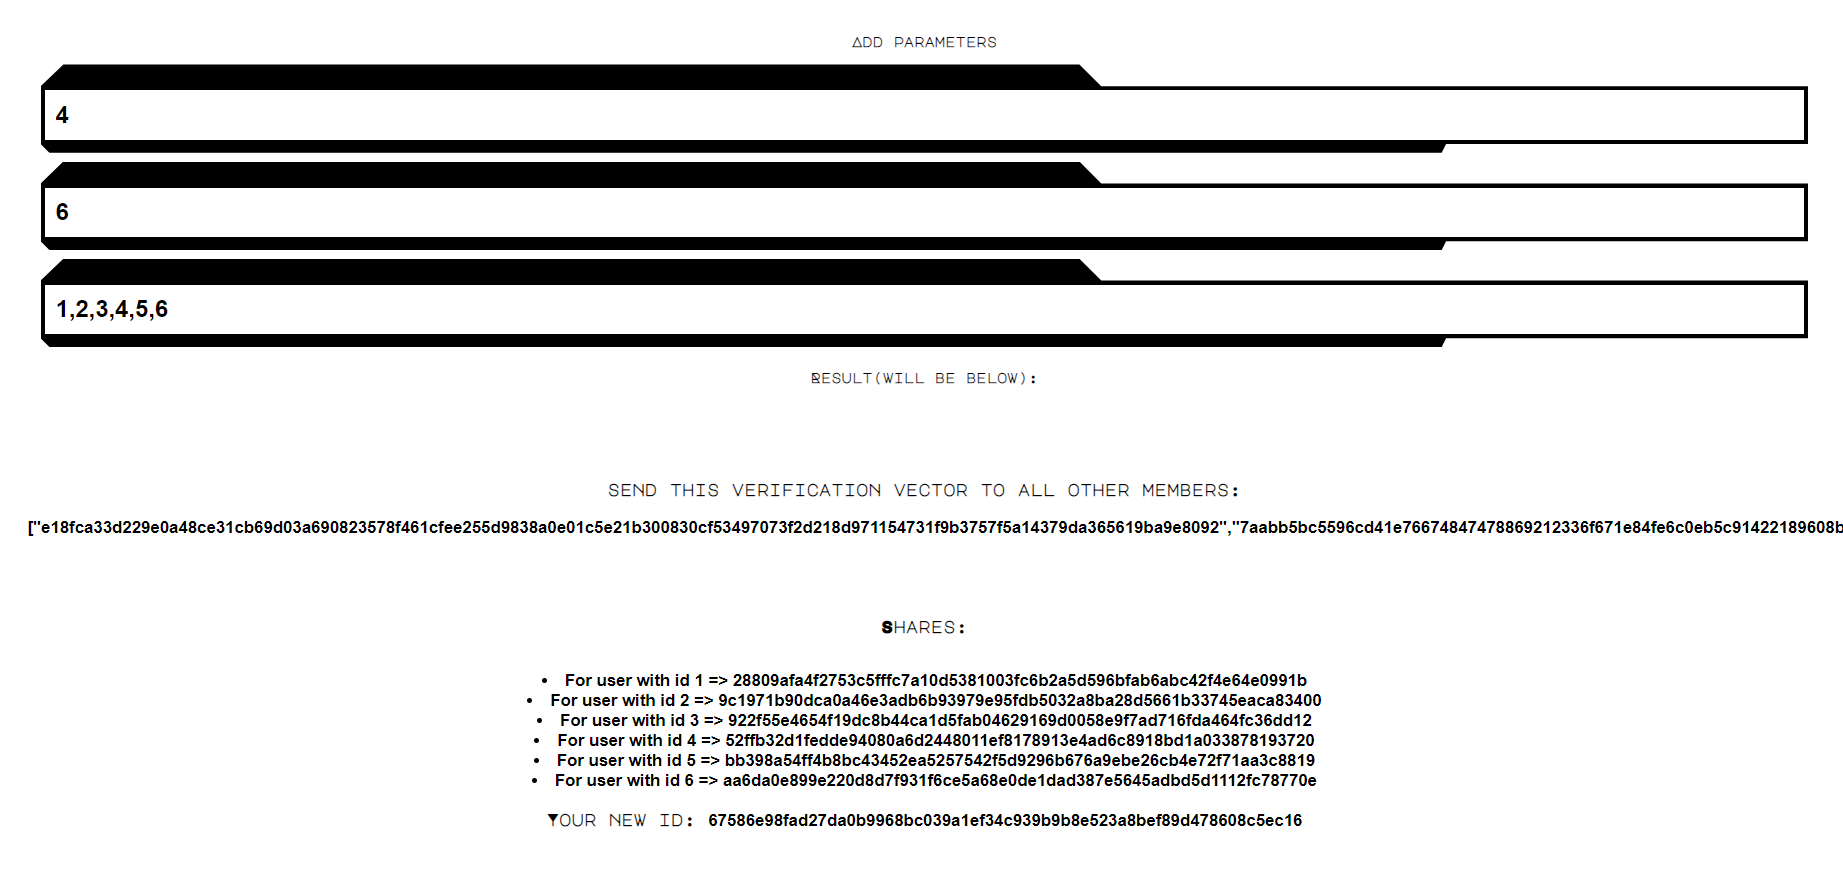 ADD PARAMETERS
4
6
1,2,3,4,5,6
RESULT(WILL BE BELOW):
SEND THIS VERIFICATION VECTOR TO ALL OTHER MEMBERS:
["e18fca33d229e0a48ce31cb69d03a690823578f461cfee255d9838a0e01c5e21b300830cf53497073f2d218d971154731f9b3757f5a14379da365619ba9e8092","7aabb5bc5596cd41e76674847478869212336f671e84fe6c0eb5c91422189608b
SHARES:
• For user with id 1 => 28809afa4f2753c5fffc7a10d5381003fc6b2a5d596bfab6abc42f4e64e0991b
• For user with id 2 => 9c1971b90dca0a46e3adb6b93979e95fdb5032a8ba28d5661b33745eaca83400
• For user with id 3 => 922f55e4654f19dc8b44ca1d5fab04629169d0058e9f7ad716fda464fc36dd12
• For user with id 4 => 52ffb32d1fedde94080a6d2448011ef8178913e4ad6c8918bd1a033878193720
• For user with id 5 => bb398a54ff4b8bc43452ea5257542f5d9296b676a9ebe26cb4e72f71aa3c8819
• For user with id 6 => aa6da0e899e220d8d7f931f6ce5a68e0de1dad387e5645adbd5d1112fc78770e
YOUR NEW ID: 67586e98fad27da0b9968bc039a1ef34c939b9b8e523a8bef89d478608c5ec16